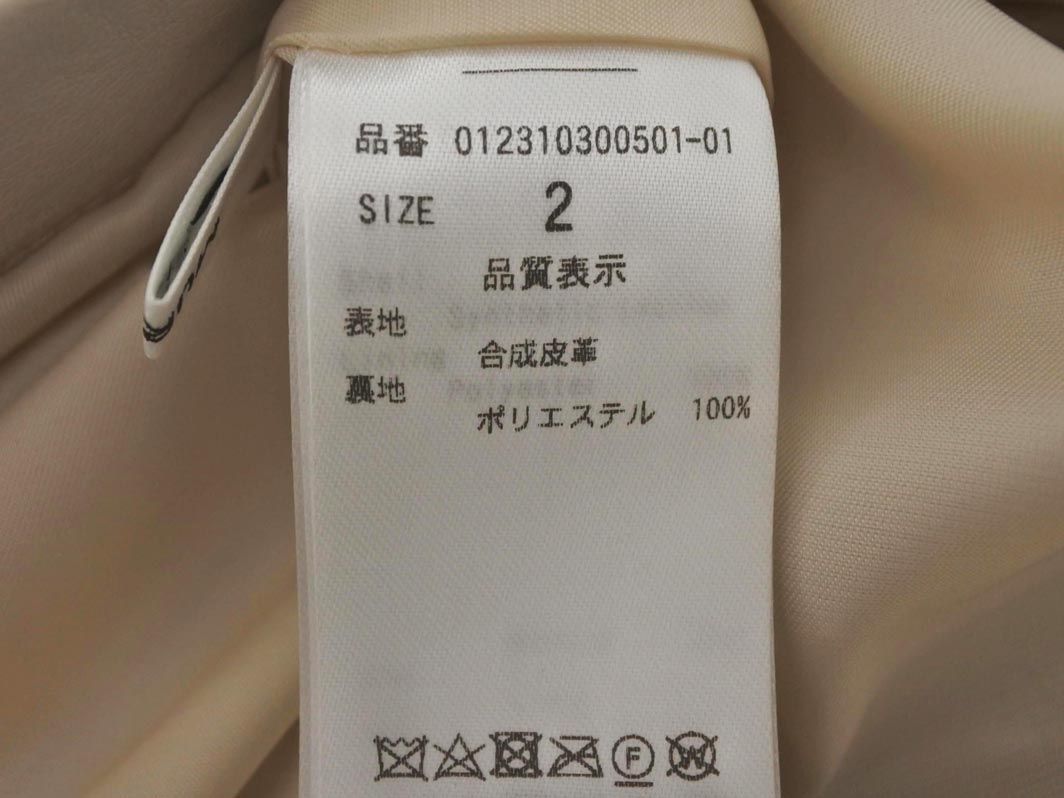 品番 012310300501-01
SIZE 2
品質表示
表地
合成皮革
裏地
ポリエステル 100%
F
W